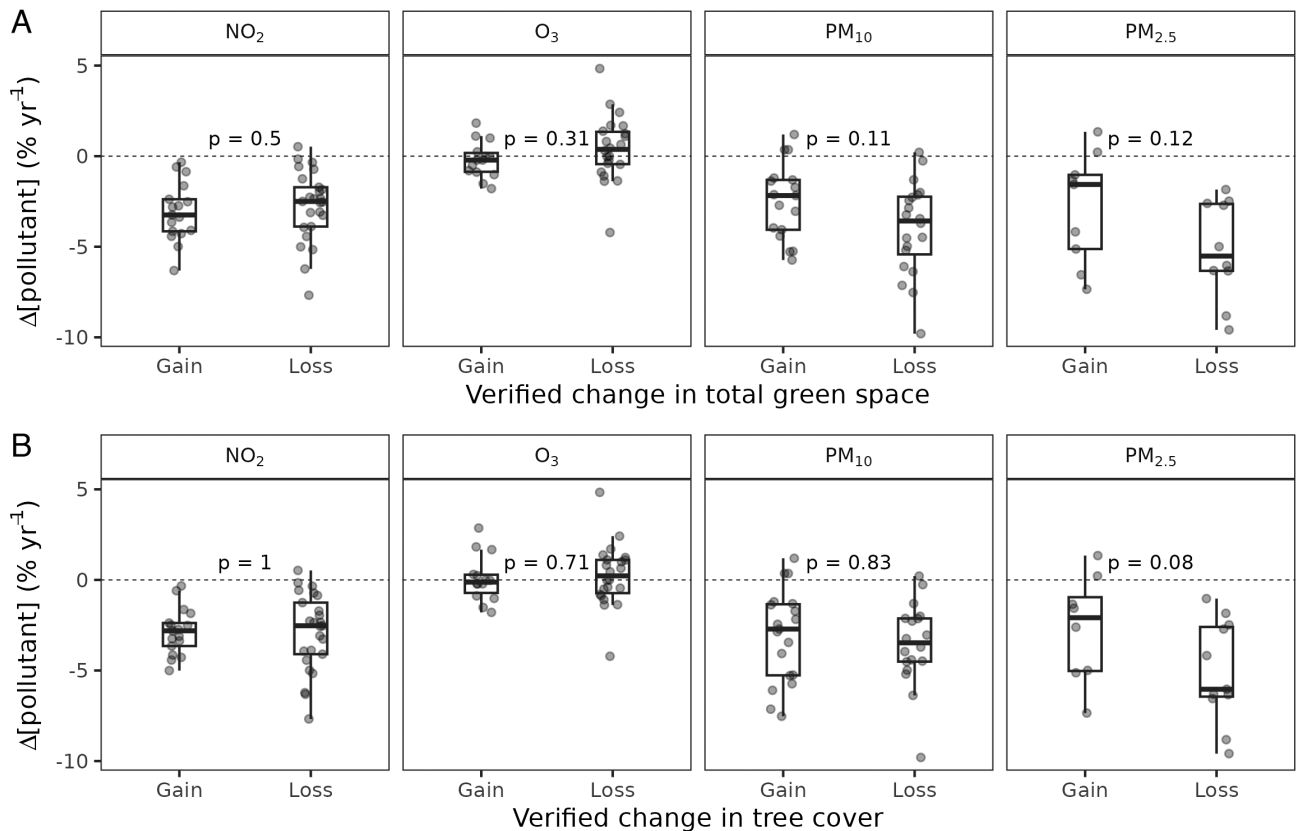 A
NO₂ O₃ PM₁₀ PM₂.₅
Δ[pollutant] (% yr⁻¹)
5
0
-5
-10
p = 0.5 p = 0.31 p = 0.11 p = 0.12
Gain Loss Gain Loss Gain Loss Gain Loss
Verified change in total green space
B
NO₂ O₃ PM₁₀ PM₂.₅
Δ[pollutant] (% yr⁻¹)
5
0
-5
-10
p = 1 p = 0.71 p = 0.83 p = 0.08
Gain Loss Gain Loss Gain Loss Gain Loss
Verified change in tree cover